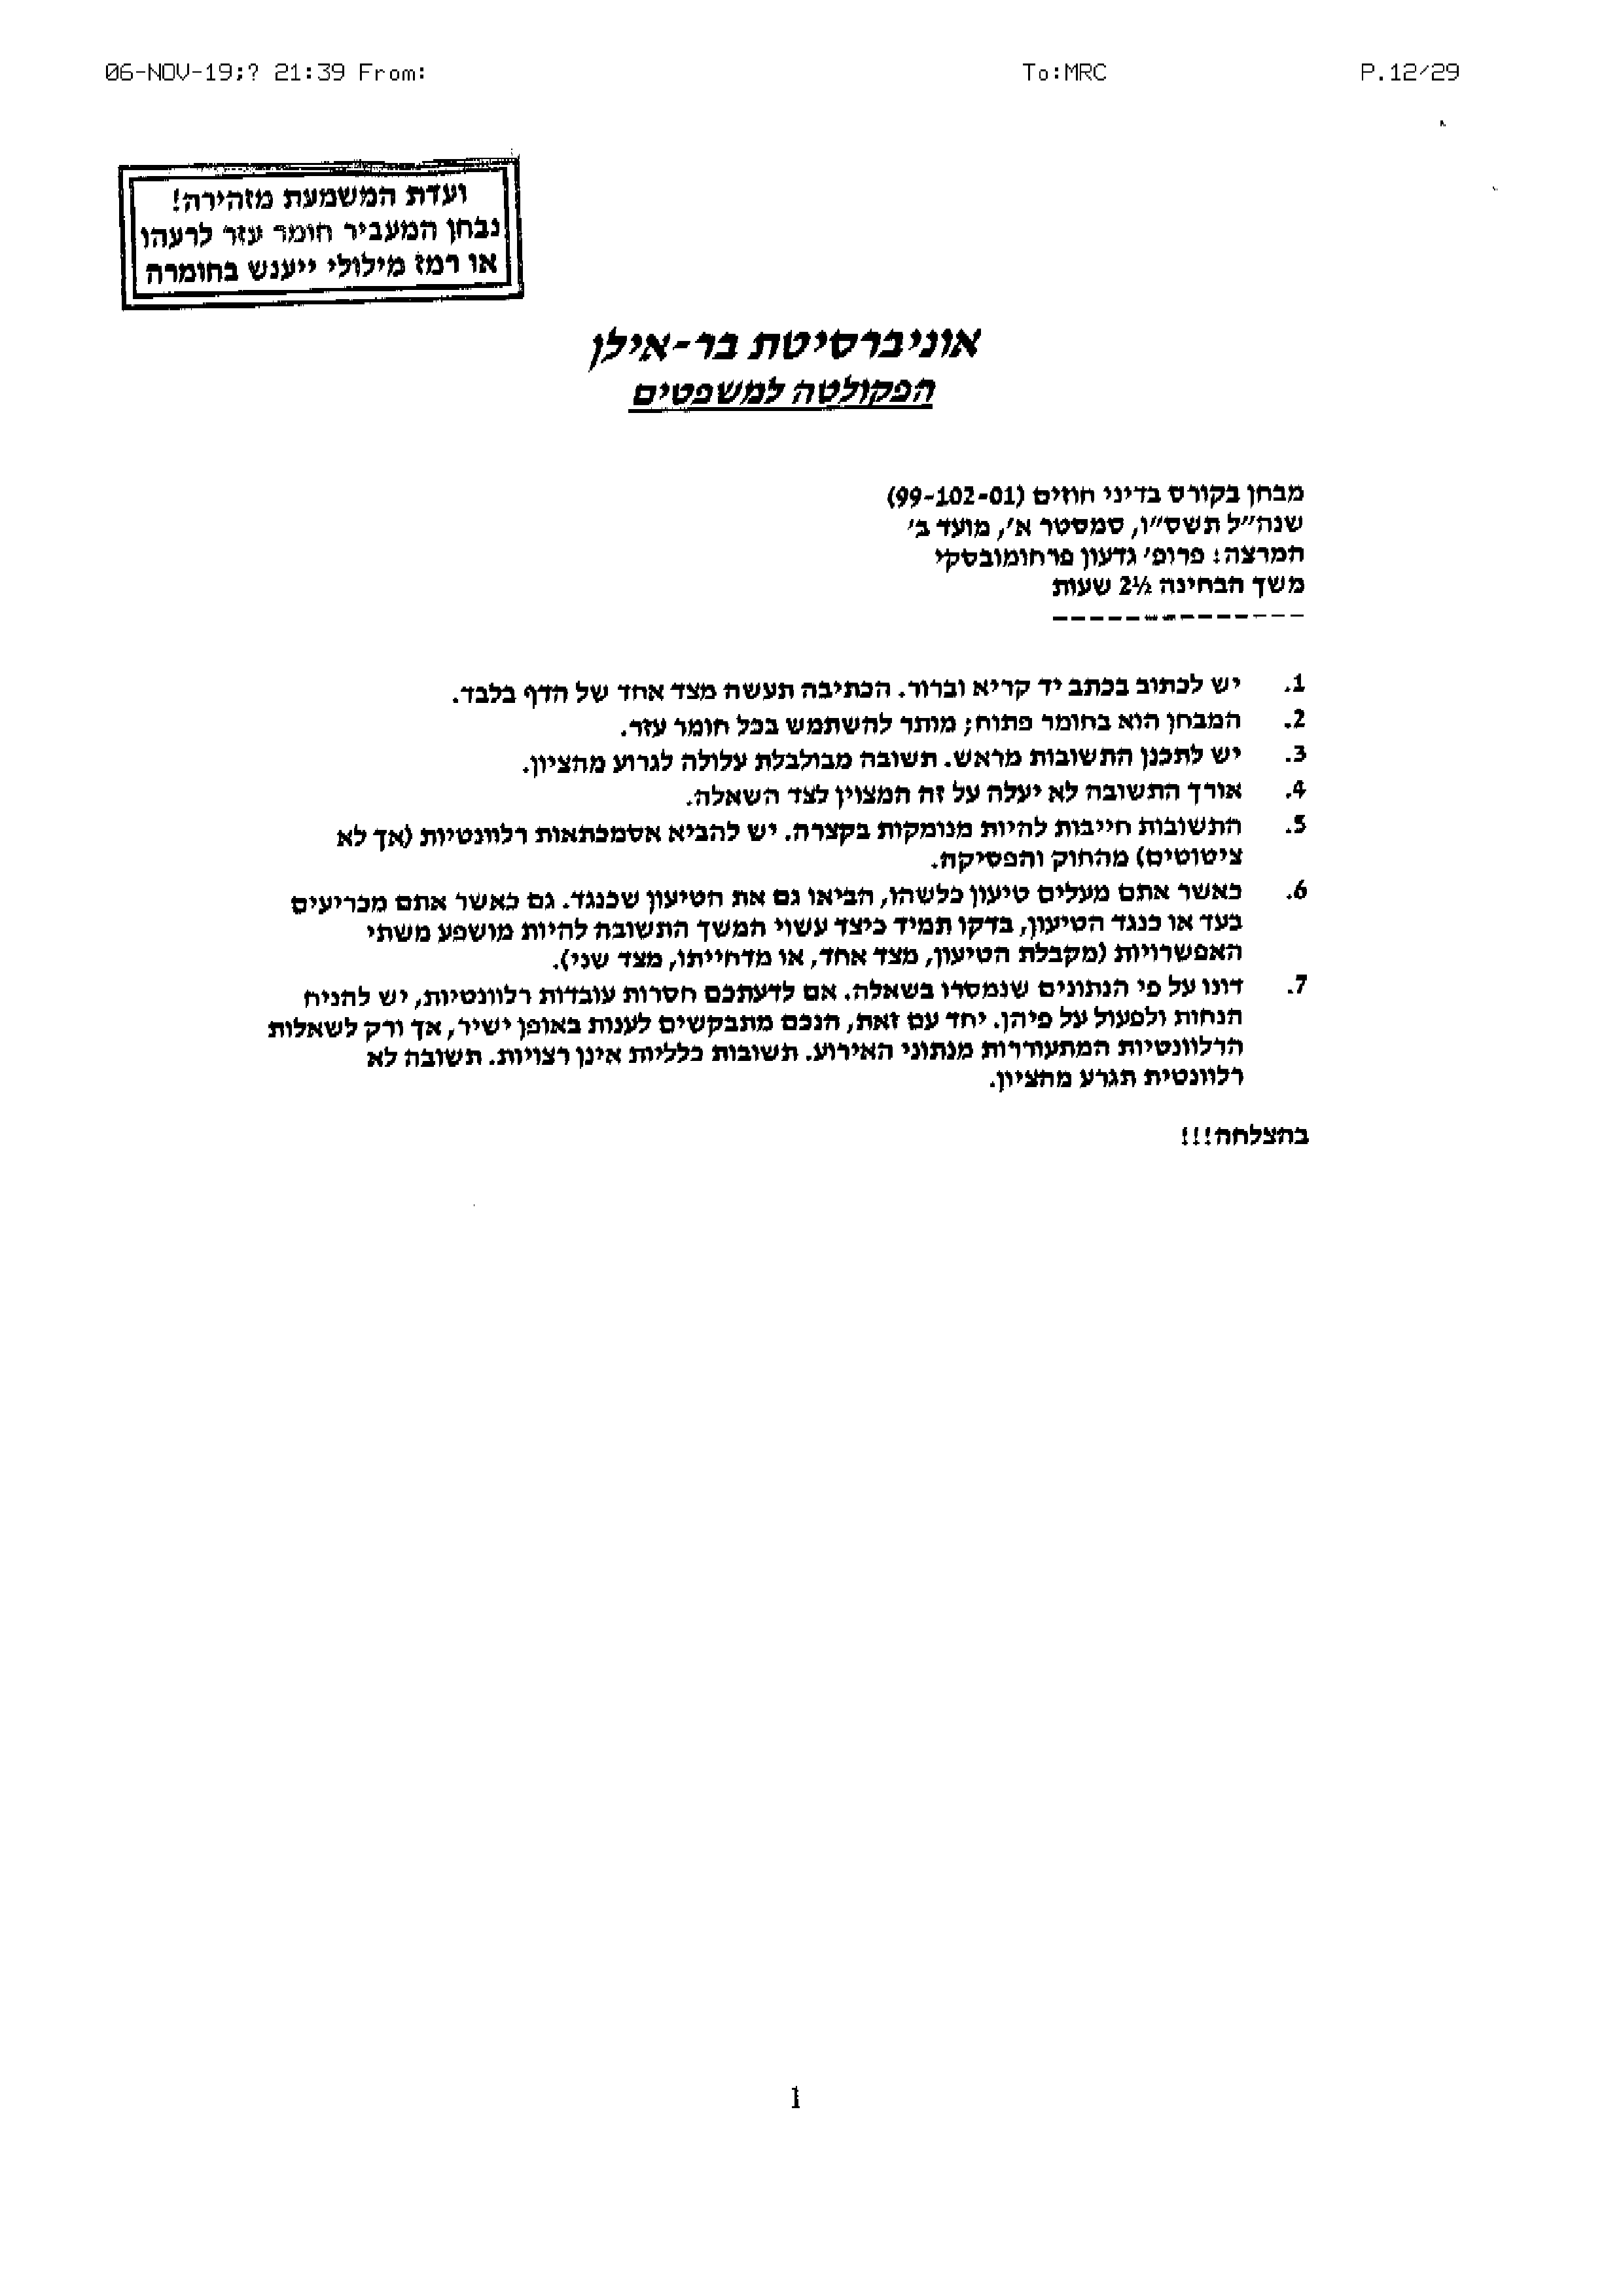 06-NOV-19;? 21:39 From: To:MRC P.12/29
ועדת המשמעת מזהירה!
נבחן המעביר חומר עזר לרעהו
או רמז מילולי ייענש בחומרה
אוניברסיטת בר-אילן
הפקולטה למשפטים
מבחן בקורס בדיני חוזים (99-102-01)
שנה"ל תשס"ו, סמסטר א', מועד ב'
המרצה: פרופ' גדעון פרחומובסקי
משך הבחינה 2½ שעות
---------------
1. יש לכתוב בכתב יד קריא וברור. הכתיבה תעשה מצד אחד של הדף בלבד.
2. המבחן הוא בחומר פתוח; מותר להשתמש בכל חומר עזר.
3. יש לתכנן התשובות מראש. תשובה מבולבלת עלולה לגרוע מהציון.
4. אורך התשובה לא יעלה על זה המצוין לצד השאלה.
5. התשובות חייבות להיות מנומקות בקצרה. יש להביא אסמכתאות רלוונטיות (אך לא
ציטוטים) מהחוק והפסיקה.
6. כאשר אתם מעלים טיעון כלשהו, הביאו גם את הטיעון שכנגד. גם כאשר אתם מכריעים
בעד או כנגד הטיעון, בדקו תמיד כיצד עשוי המשך התשובה להיות מושפע משתי
האפשרויות (מקבלת הטיעון, מצד אחד, או מדחייתו, מצד שני).
7. דונו על פי הנתונים שנמסרו בשאלה. אם לדעתכם חסרות עובדות רלוונטיות, יש להניח
הנחות ולפעול על פיהן. יחד עם זאת, הנכם מתבקשים לענות באופן ישיר, אך ורק לשאלות
הרלוונטיות המתעוררות מנתוני האירוע. תשובות כלליות אינן רצויות. תשובה לא
רלוונטית תגרע מהציון.
בהצלחה!!!
1